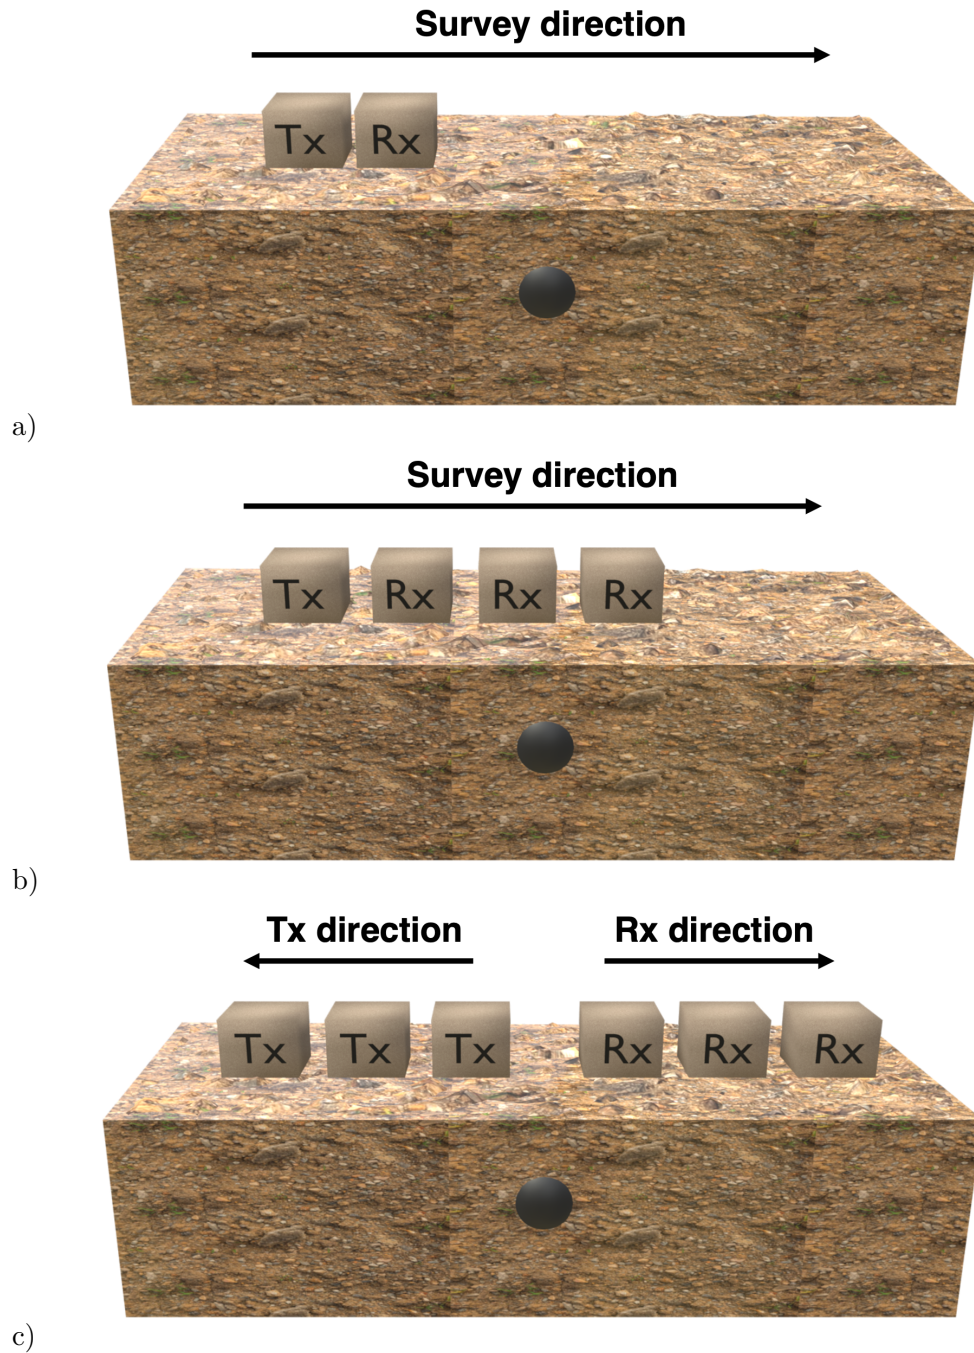 Survey direction
Tx Rx
a)
Survey direction
Tx Rx Rx Rx
b)
Tx direction Rx direction
Tx Tx Tx Rx Rx Rx
c)